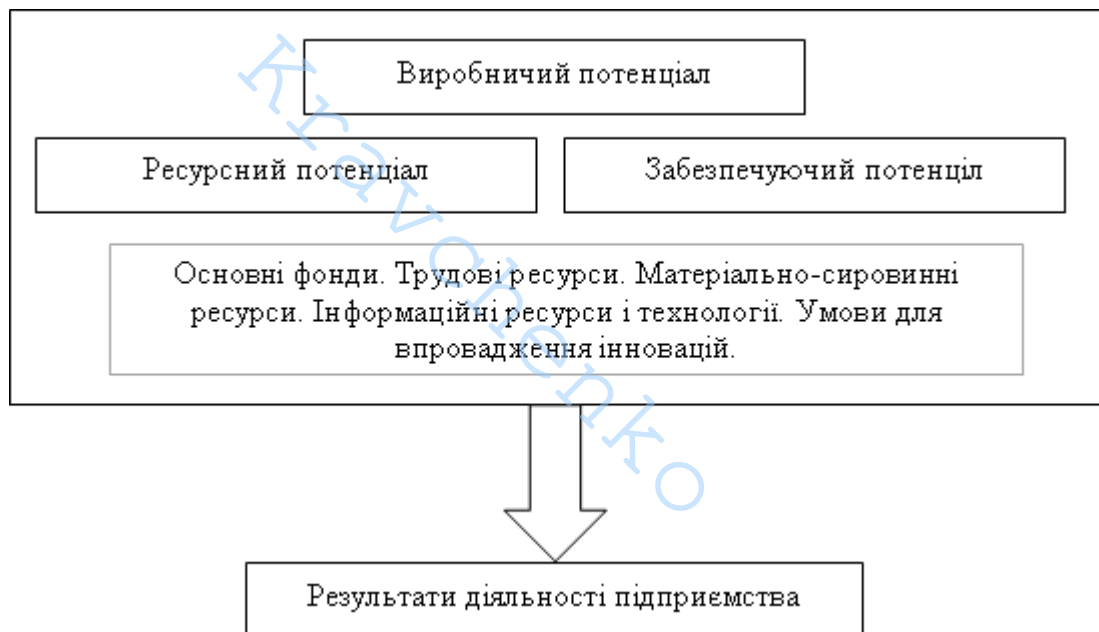 Виробничий потенціал
Ресурсний потенціал
Забезпечуючий потенціл
Основні фонди. Трудові ресурси. Матеріально-сировинні
ресурси. Інформаційні ресурси і технології. Умови для
впровадження інновацій.
Результати діяльності підприємства
Kravchenko